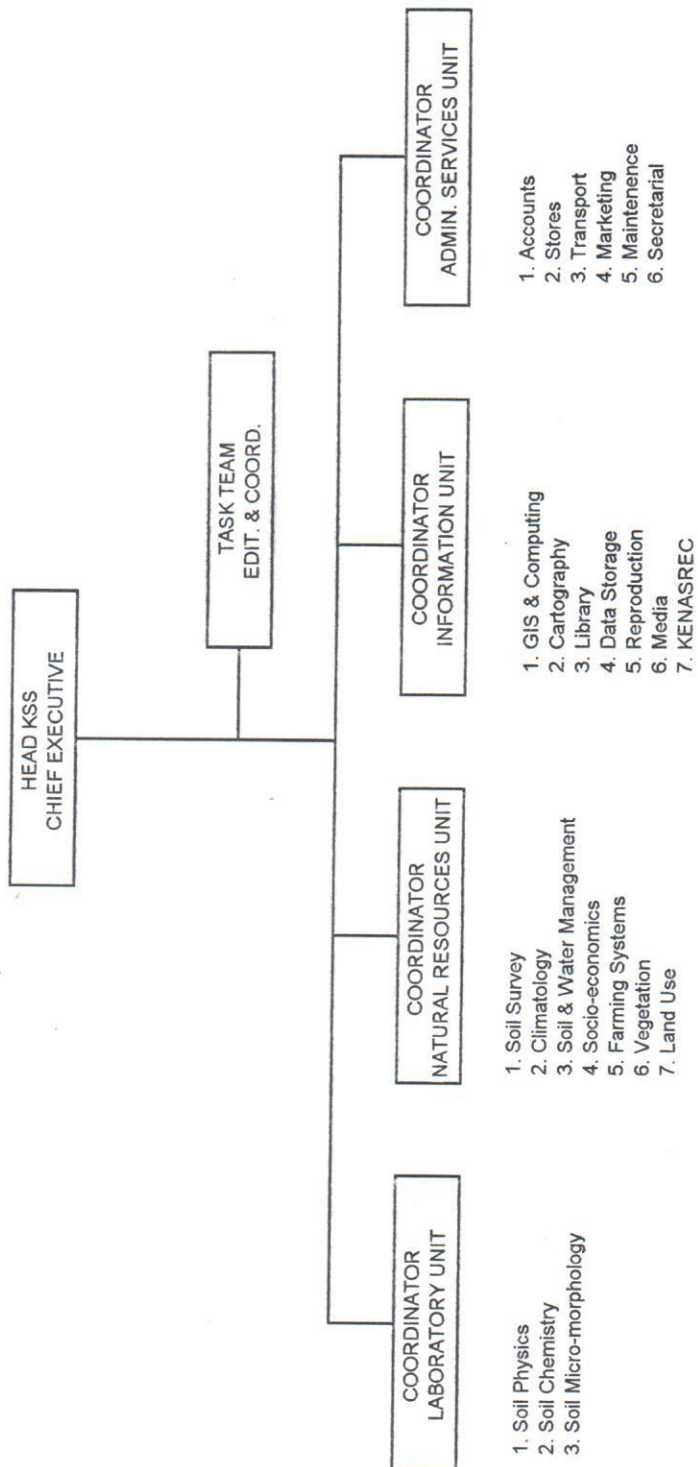 HEAD KSS
CHIEF EXECUTIVE
TASK TEAM
EDIT. & COORD.
COORDINATOR
LABORATORY UNIT
1. Soil Physics
2. Soil Chemistry
3. Soil Micro-morphology
COORDINATOR
NATURAL RESOURCES UNIT
1. Soil Survey
2. Climatology
3. Soil & Water Management
4. Socio-economics
5. Farming Systems
6. Vegetation
7. Land Use
COORDINATOR
INFORMATION UNIT
1. GIS & Computing
2. Cartography
3. Library
4. Data Storage
5. Reproduction
6. Media
7. KENASREC
COORDINATOR
ADMIN. SERVICES UNIT
1. Accounts
2. Stores
3. Transport
4. Marketing
5. Maintenence
6. Secretarial